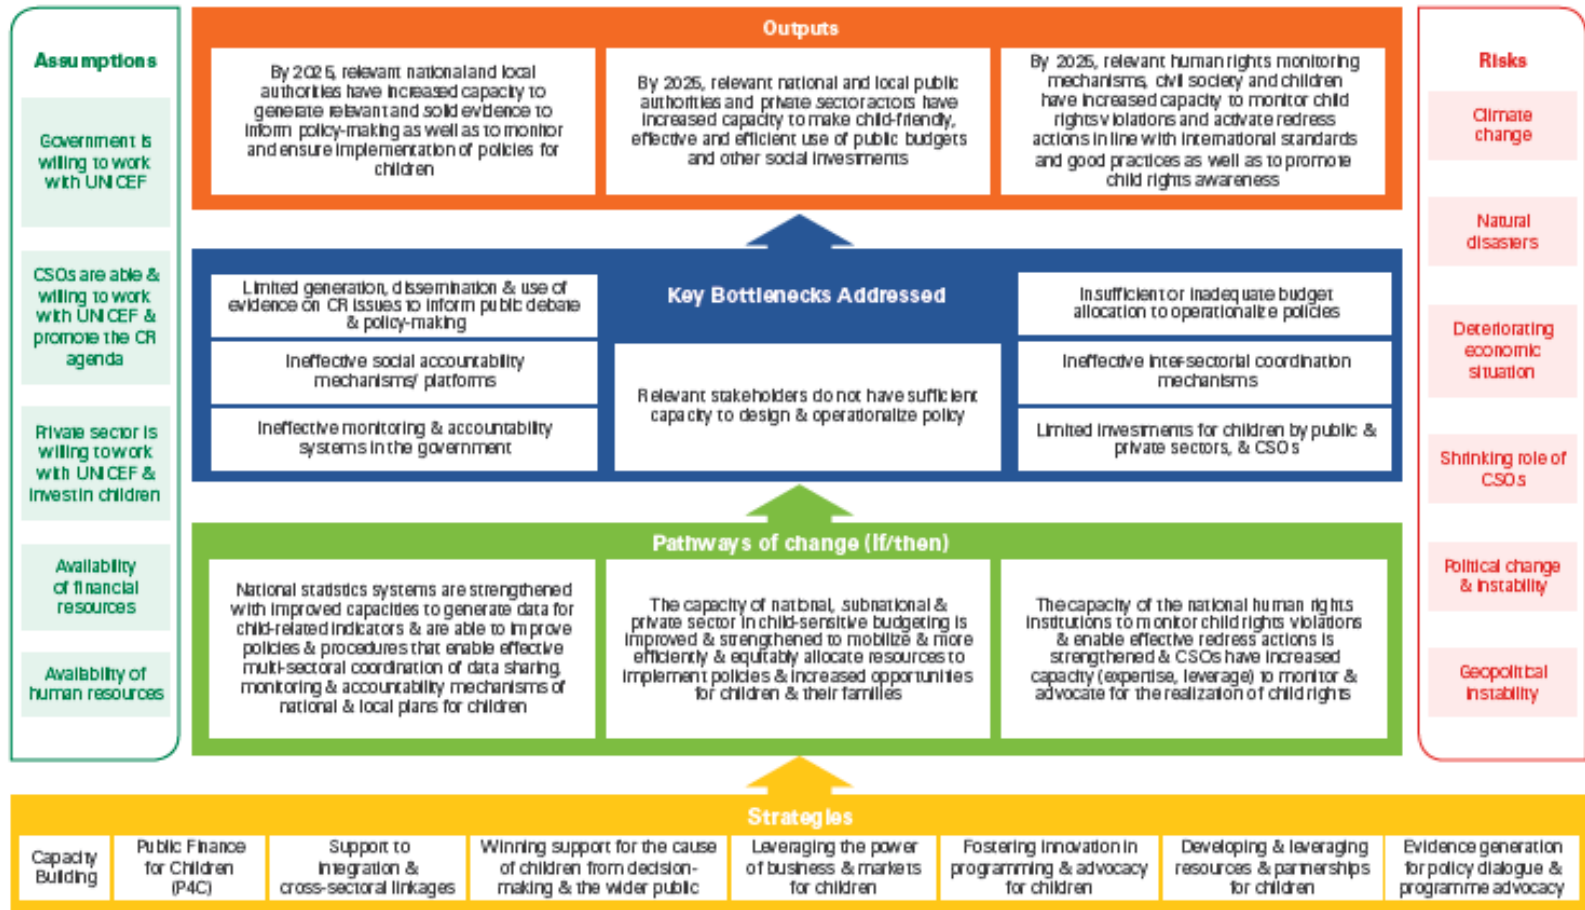 Assumptions
Government is
willing to work
with UNICEF
CSOs are able &
willing to work
with UNICEF &
promote the CR
agenda
Private sector is
willing to work
with UNICEF &
invest in children
Availability
of financial
resources
Availability of
human resources
Outputs
By 2025, relevant national and local
authorities have increased capacity to
generate relevant and solid evidence to
inform policy-making as well as to monitor
and ensure implementation of policies for
children
By 2025, relevant national and local public
authorities and private sector actors have
increased capacity to make child-friendly,
effective and efficient use of public budgets
and other social investments
By 2025, relevant human rights monitoring
mechanisms, civil society and children
have increased capacity to monitor child
rights violations and activate redress
actions in line with international standards
and good practices as well as to promote
child rights awareness
Key Bottlenecks Addressed
Limited generation, dissemination & use of
evidence on CR issues to inform public debate
& policy-making
Ineffective social accountability
mechanisms/ platforms
Ineffective monitoring & accountability
systems in the government
Relevant stakeholders do not have sufficient
capacity to design & operationalize policy
Insufficient or inadequate budget
allocation to operationalize policies
Ineffective inter-sectorial coordination
mechanisms
Limited investments for children by public &
private sectors, & CSOs
Pathways of change (If/then)
National statistics systems are strengthened
with improved capacities to generate data for
child-related indicators & are able to improve
policies & procedures that enable effective
multi-sectoral coordination of data sharing,
monitoring & accountability mechanisms of
national & local plans for children
The capacity of national, subnational &
private sector in child-sensitive budgeting is
improved & strengthened to mobilize & more
efficiently & equitably allocate resources to
implement policies & increased opportunities
for children & their families
The capacity of the national human rights
institutions to monitor child rights violations
& enable effective redress actions is
strengthened & CSOs have increased
capacity (expertise, leverage) to monitor &
advocate for the realization of child rights
Risks
Climate
change
Natural
disasters
Deteriorating
economic
situation
Shrinking role of
CSOs
Political change
& instability
Geopolitical
instability
Strategies
Capacity
Building
Public Finance
for Children
(P4C)
Support to
integration &
cross-sectoral linkages
Winning support for the cause
of children from decision-
making & the wider public
Leveraging the power
of business & markets
for children
Fostering innovation in
programming & advocacy
for children
Developing & leveraging
resources & partnerships
for children
Evidence generation
for policy dialogue &
programme advocacy